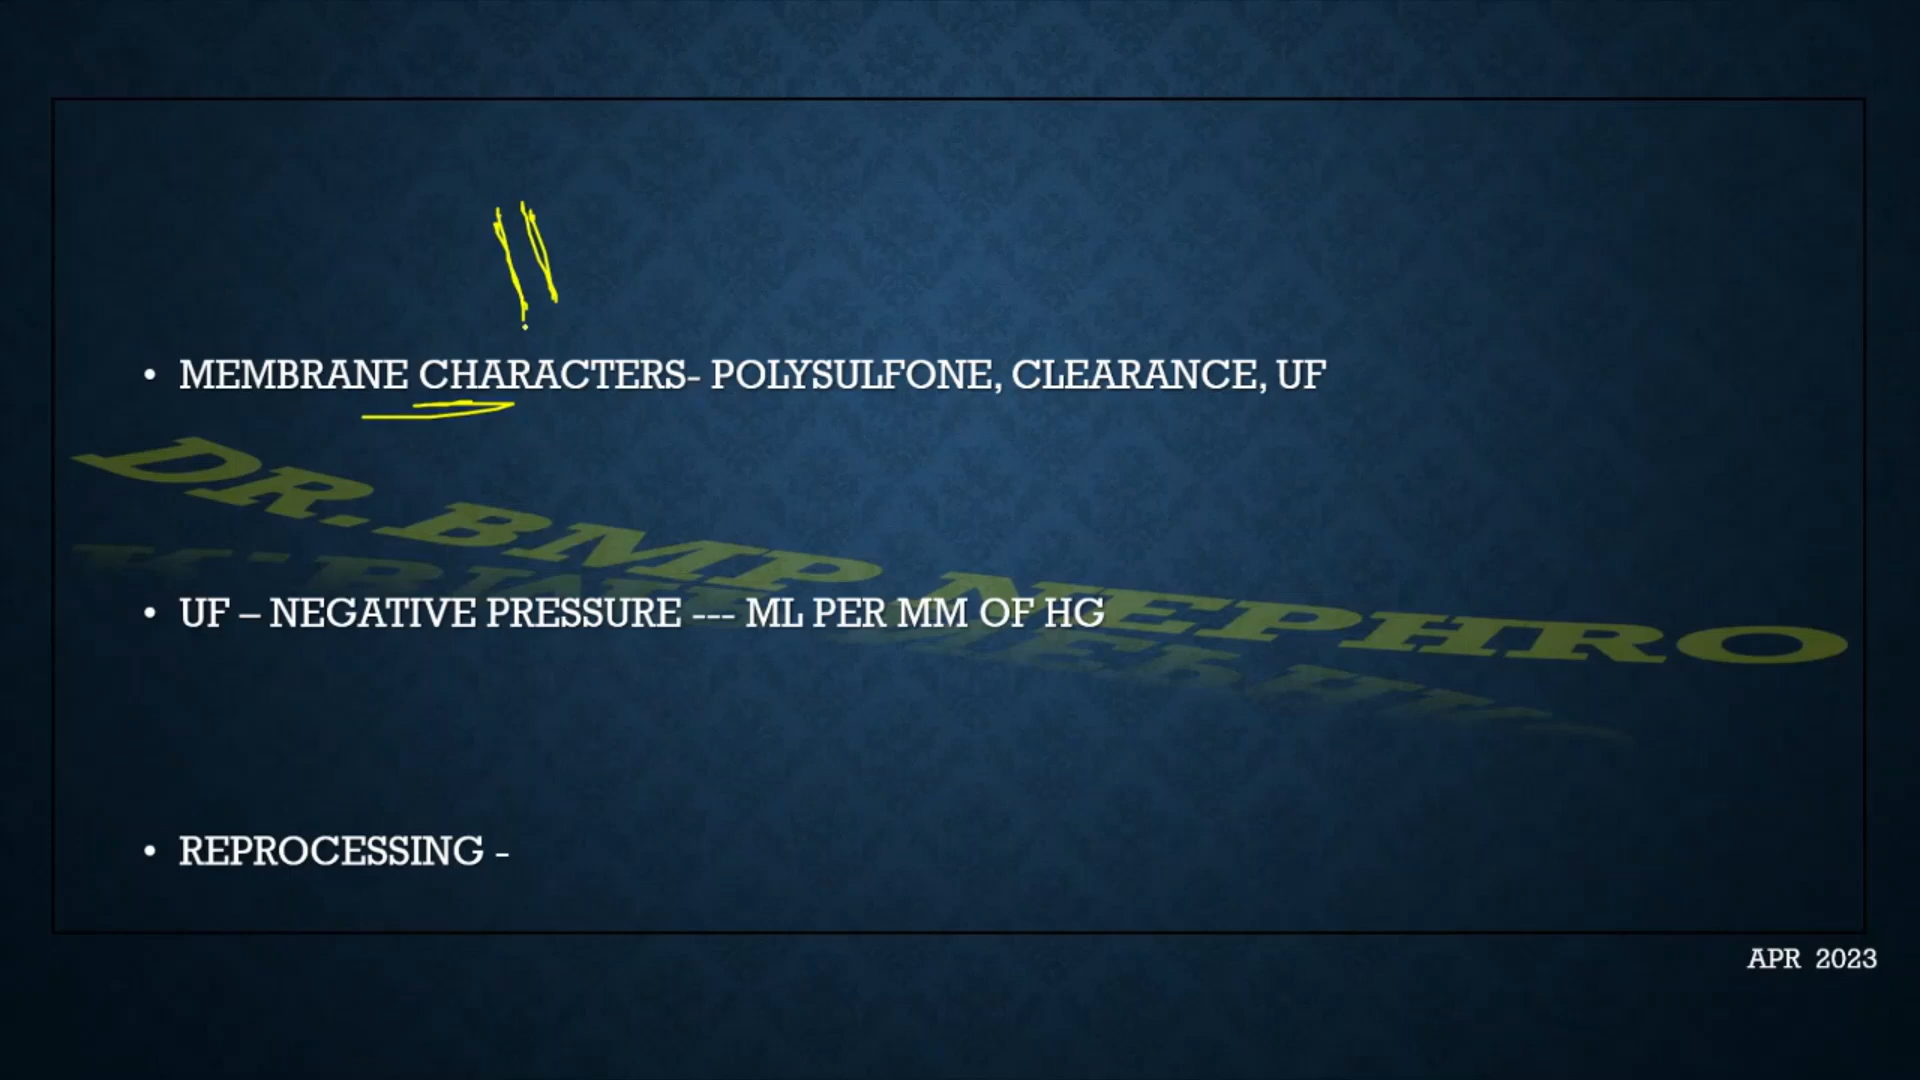 • MEMBRANE CHARACTERS- POLYSULFONE, CLEARANCE, UF
DR. BMP NEPHRO
• UF – NEGATIVE PRESSURE --- ML PER MM OF HG
• REPROCESSING -
APR 2023